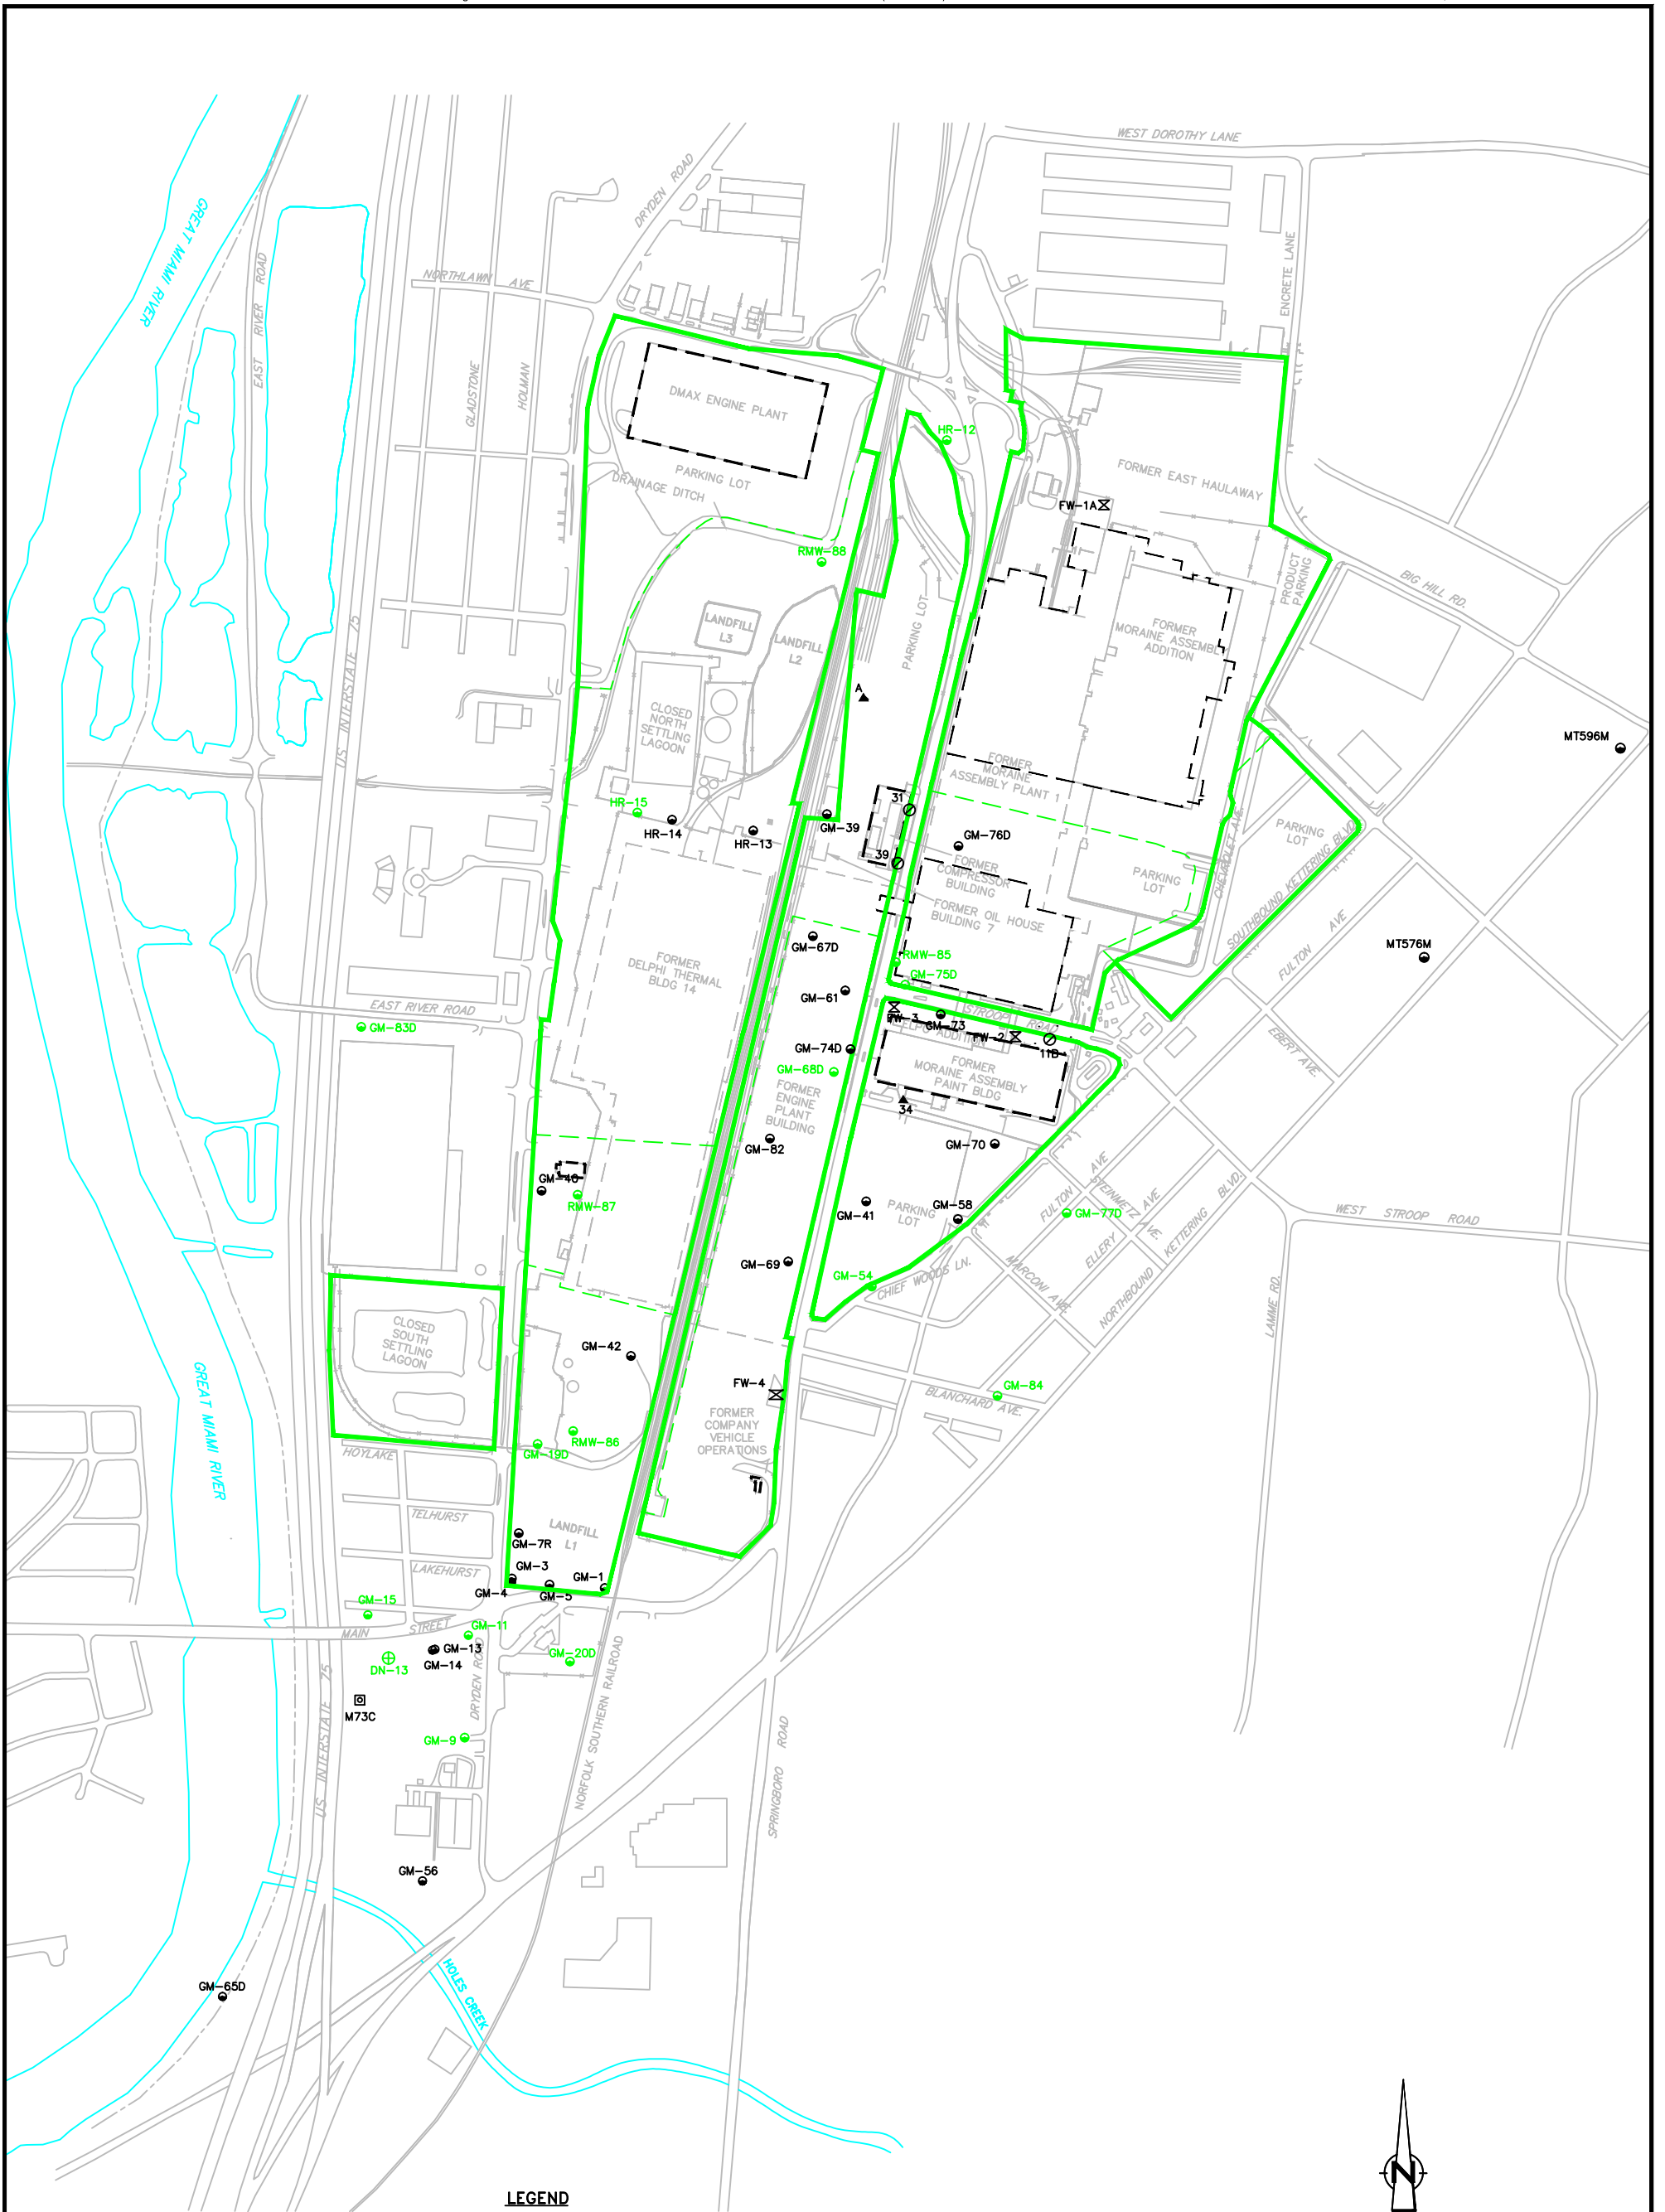 WEST DOROTHY LANE
DRYDEN ROAD
GREAT MIAMI RIVER
EAST RIVER ROAD
NORTHLAWN AVE
ENCRETE LANE
GLADSTONE
HOLMAN
DMAX ENGINE PLANT
PARKING LOT
DRAINAGE DITCH
HR-12
FORMER EAST HAULAWAY
FW-1A
RMW-88
PRODUCT
PARKING
BIG HILL RD.
US INTERSTATE 75
LANDFILL
L3
LANDFILL
L2
PARKING LOT
FORMER
MORAINE ASSEMBL
ADDITION
A
CLOSED
NORTH
SETTLING
LAGOON
MT596M
FORMER
MORAINE
ASSEMBLY PLANT 1
31
HR-15
HR-14
HR-13
GM-39
GM-76D
39
CHEVROLET AVE.
PARKING
LOT
FORMER
COMPRESSOR
BUILDING
PARKING
LOT
SOUTHBOUND KETTERING BLVD
FORMER OIL HOUSE
BUILDING 7
FULTON AVE
GM-67D
MT576M
RMW-85
GM-75D
FORMER
DELPHI THERMAL
BLDG 14
GM-61
EAST RIVER ROAD
GM-83D
FW-3
GM-73
STROOP ROAD
FW-2
11B
EBERT AVE.
GM-74D
GM-68D
FORMER
MORAINE ASSEMBLY
PAINT BLDG
FORMER
ENGINE
PLANT
BUILDING
34
GM-82
GM-70
GM-40
RMW-87
GM-41
PARKING
LOT
GM-58
FULTON AVE
STEINMETZ AVE.
ELLERY AVE
GM-77D
WEST STROOP ROAD
GM-69
GM-54
CHIEF WOODS LN.
MARCONI AVE.
NORTHBOUND KETTERING BLVD.
LAMME RD.
CLOSED
SOUTH
SETTLING
LAGOON
GM-42
FW-4
GM-84
BLANCHARD AVE.
GREAT MIAMI RIVER
FORMER
COMPANY
VEHICLE
OPERATIONS
HOYLAKE
GM-19D
RMW-86
TELHURST
LANDFILL
L1
GM-7R
LAKEHURST
GM-3
GM-4
GM-5
GM-1
GM-15
MAIN STREET
GM-11
GM-13
GM-14
GM-20D
DN-13
M73C
DRYDEN ROAD
NORFOLK SOUTHERN RAILROAD
US INTERSTATE 75
GM-9
SPRINGBORO ROAD
GM-56
GM-65D
HOLES CREEK
N
LEGEND